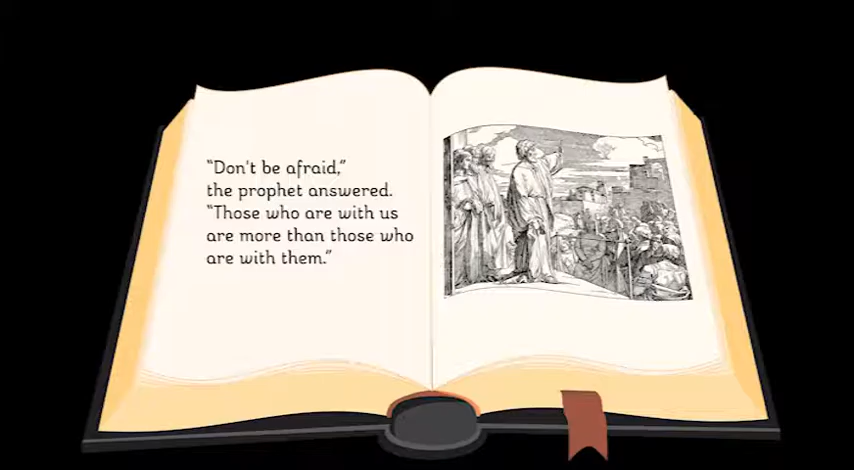 “Don't be afraid,”
the prophet answered.
“Those who are with us
are more than those who
are with them.”